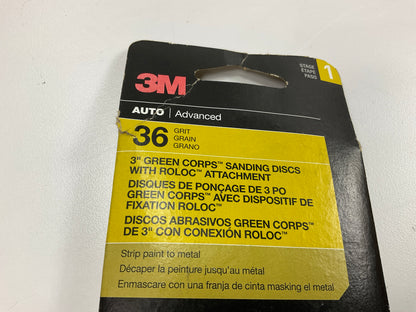 STAGE
ÉTAPE
PASO
1
3M
AUTO | Advanced
36
GRIT
GRAIN
GRANO
3" GREEN CORPS™ SANDING DISCS
WITH ROLOC™ ATTACHMENT
DISQUES DE PONÇAGE DE 3 PO
GREEN CORPS™ AVEC DISPOSITIF DE
FIXATION ROLOC™
DISCOS ABRASIVOS GREEN CORPS™
DE 3" CON CONEXIÓN ROLOC™
Strip paint to metal
Décaper la peinture jusqu'au métal
Enmascare con una franja de cinta masking el metal